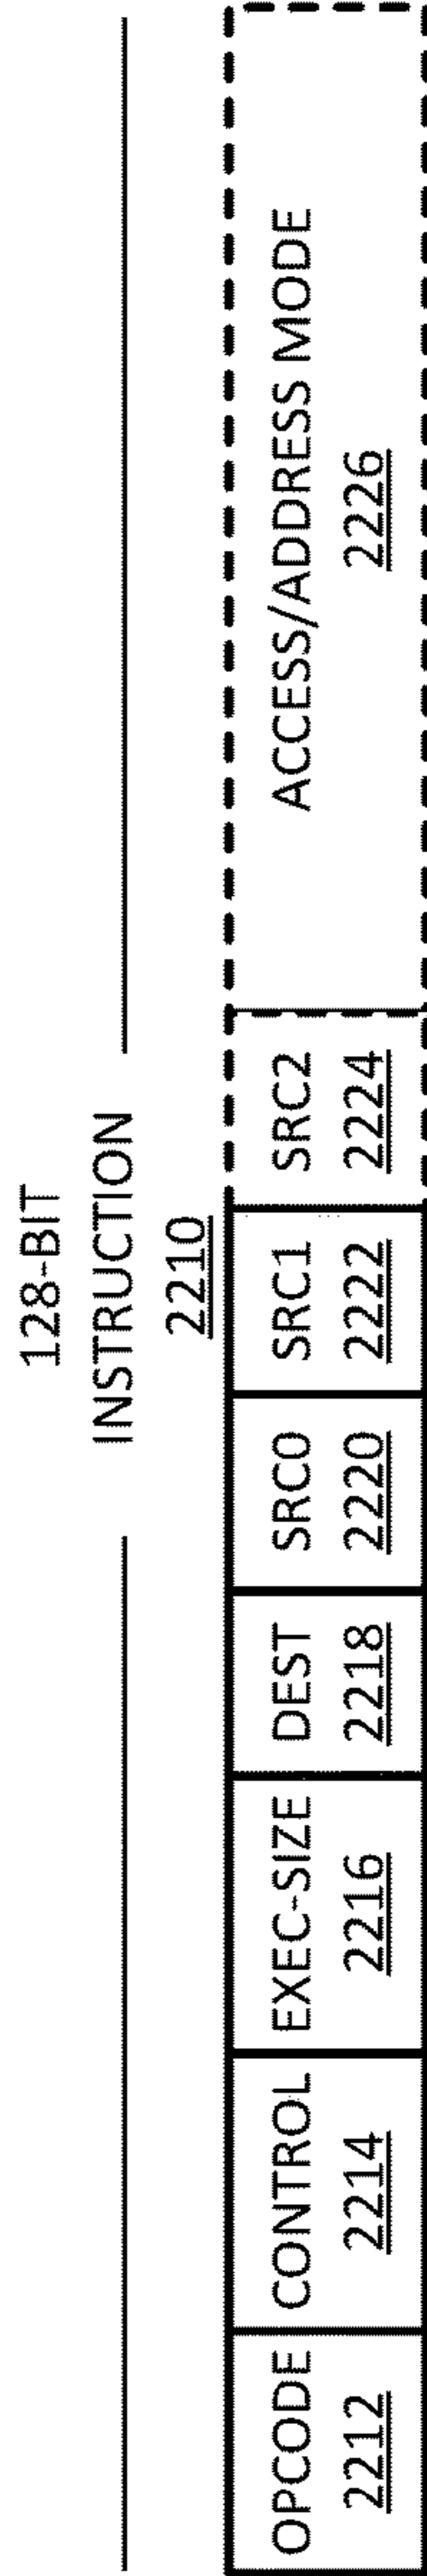 128-BIT
INSTRUCTION
2210
OPCODE
2212
CONTROL
2214
EXEC-SIZE
2216
DEST
2218
SRC0
2220
SRC1
2222
SRC2
2224
ACCESS/ADDRESS MODE
2226